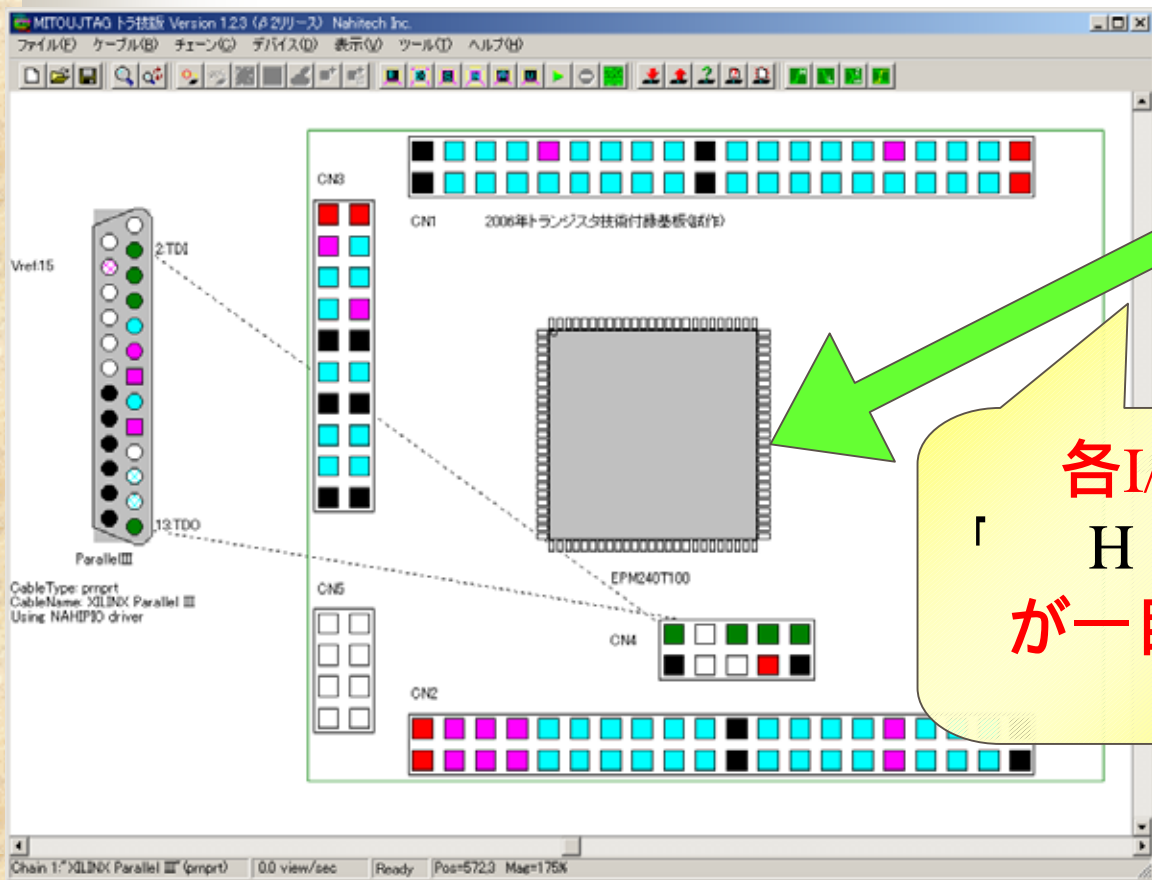 MITOUJTAG トラ技版 Version 1.2.3 (β2リリース) Nahitech Inc.
ファイル(F) ケーブル(B) チェーン(C) デバイス(D) 表示(V) ツール(T) ヘルプ(H)
CN3
CN1 2006年トランジスタ技術付録基板(試作)
2:TDI
Vref:15
各I/
「 H
が一目
13:TDO
ParallelⅢ
EPM240T100
CableType: prnprt
CableName: XILINX Parallel Ⅲ
Using NAHIPIO driver
CN5
CN4
CN2
Chain 1:"XILINX Parallel Ⅲ" (prnprt) 0.0 view/sec Ready Pos=572,3 Mag=175%